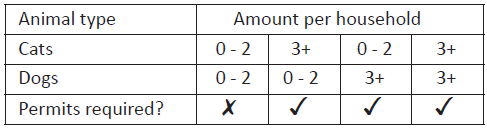 Animal type Amount per household
Cats 0 - 2 3+ 0 - 2 3+
Dogs 0 - 2 0 - 2 3+ 3+
Permits required? ✗ ✓ ✓ ✓